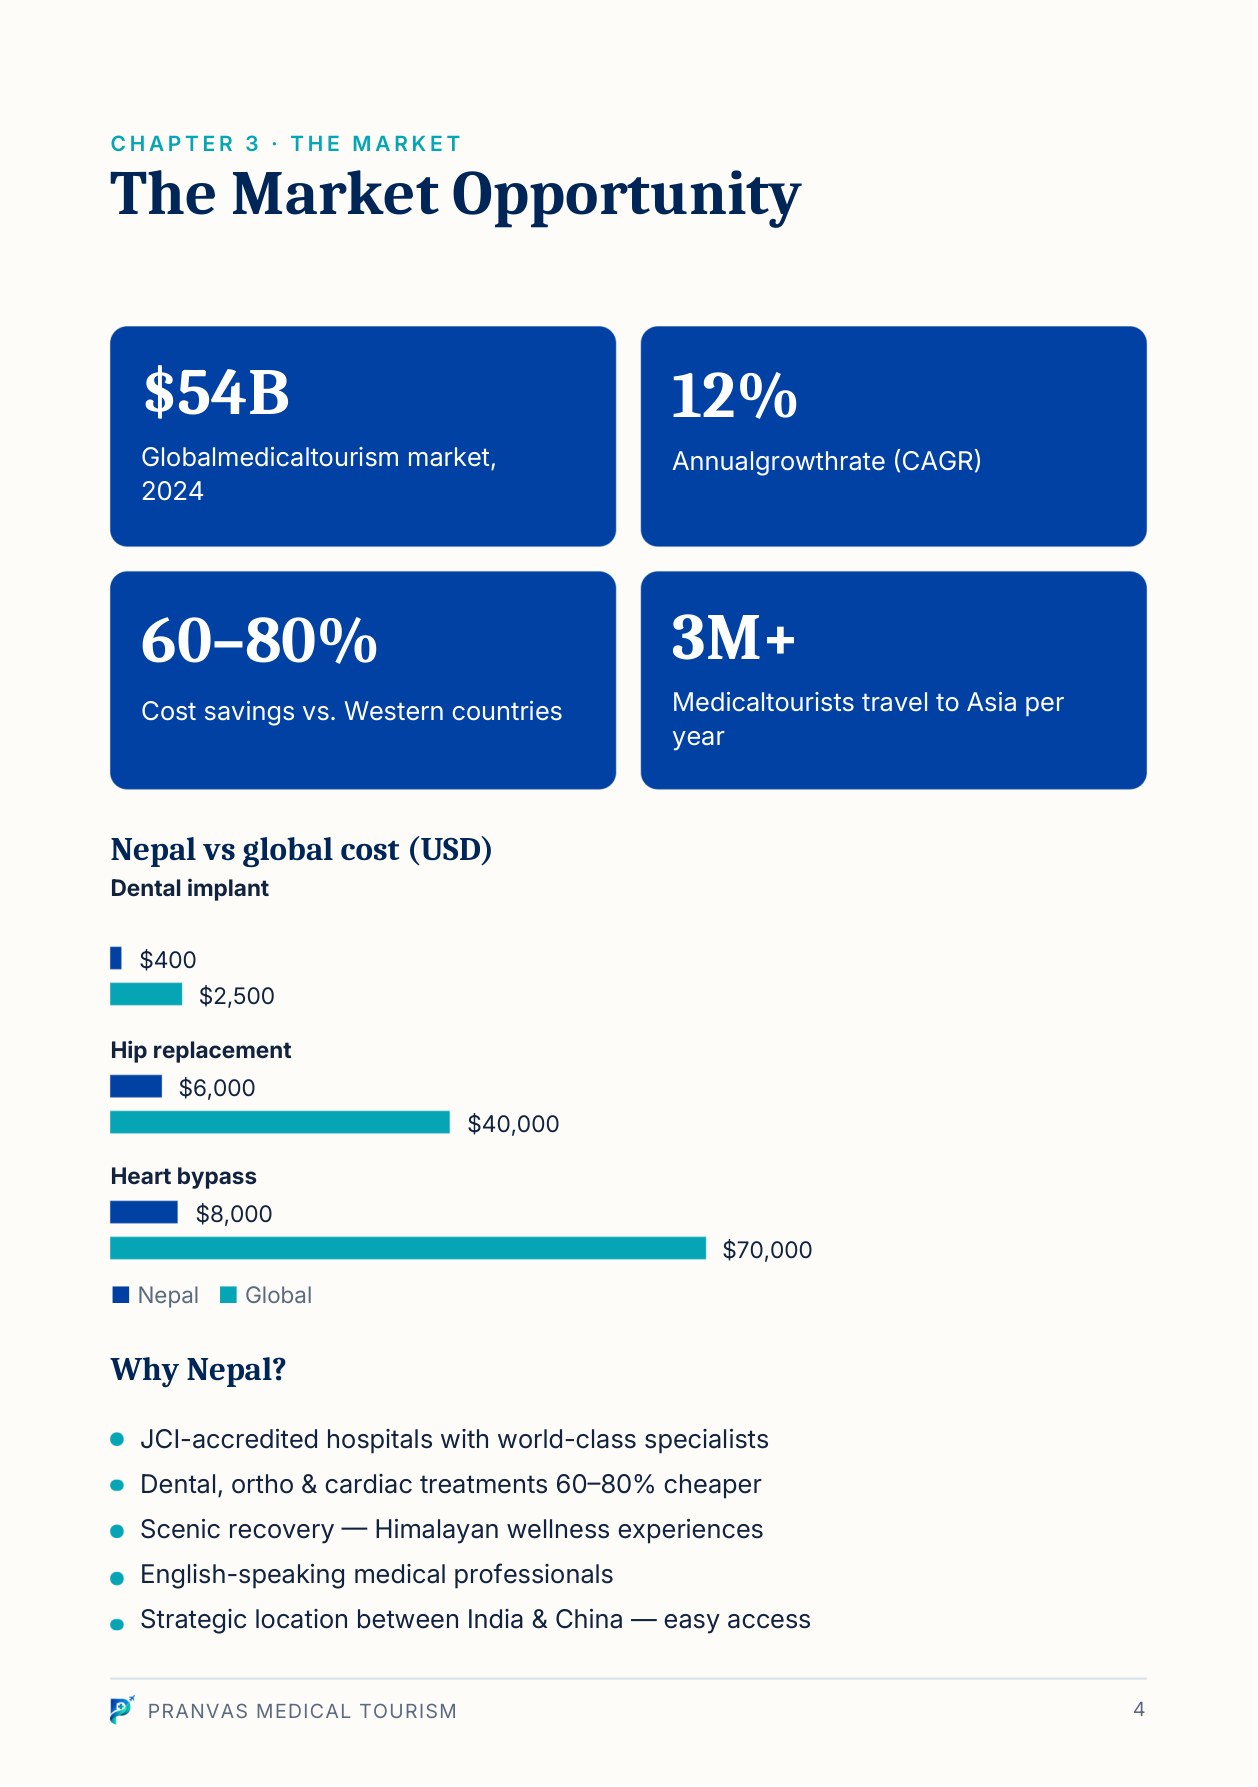 CHAPTER 3 · THE MARKET
The Market Opportunity
$54B
Globalmedicaltourism market,
2024
12%
Annualgrowthrate (CAGR)
60–80%
Cost savings vs. Western countries
3M+
Medicaltourists travel to Asia per
year
Nepal vs global cost (USD)
Dental implant
$400
$2,500
Hip replacement
$6,000
$40,000
Heart bypass
$8,000
$70,000
Nepal Global
Why Nepal?
JCI-accredited hospitals with world-class specialists
Dental, ortho & cardiac treatments 60–80% cheaper
Scenic recovery — Himalayan wellness experiences
English-speaking medical professionals
Strategic location between India & China — easy access
PRANVAS MEDICAL TOURISM
4